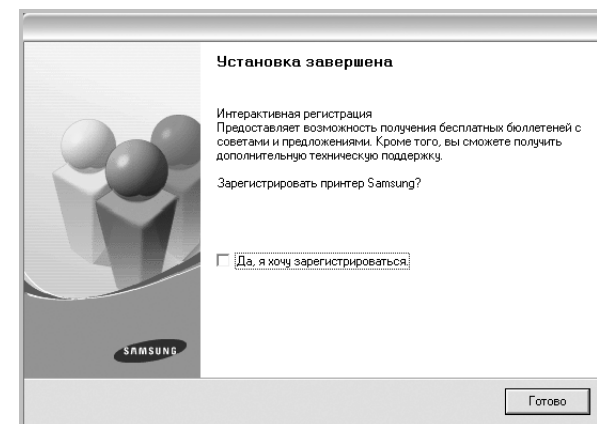 Установка завершена
Интерактивная регистрация
Предоставляет возможность получения бесплатных бюллетеней с
советами и предложениями. Кроме того, вы сможете получить
дополнительную техническую поддержку.
Зарегистрировать принтер Samsung?
Да, я хочу зарегистрироваться.
SAMSUNG
Готово